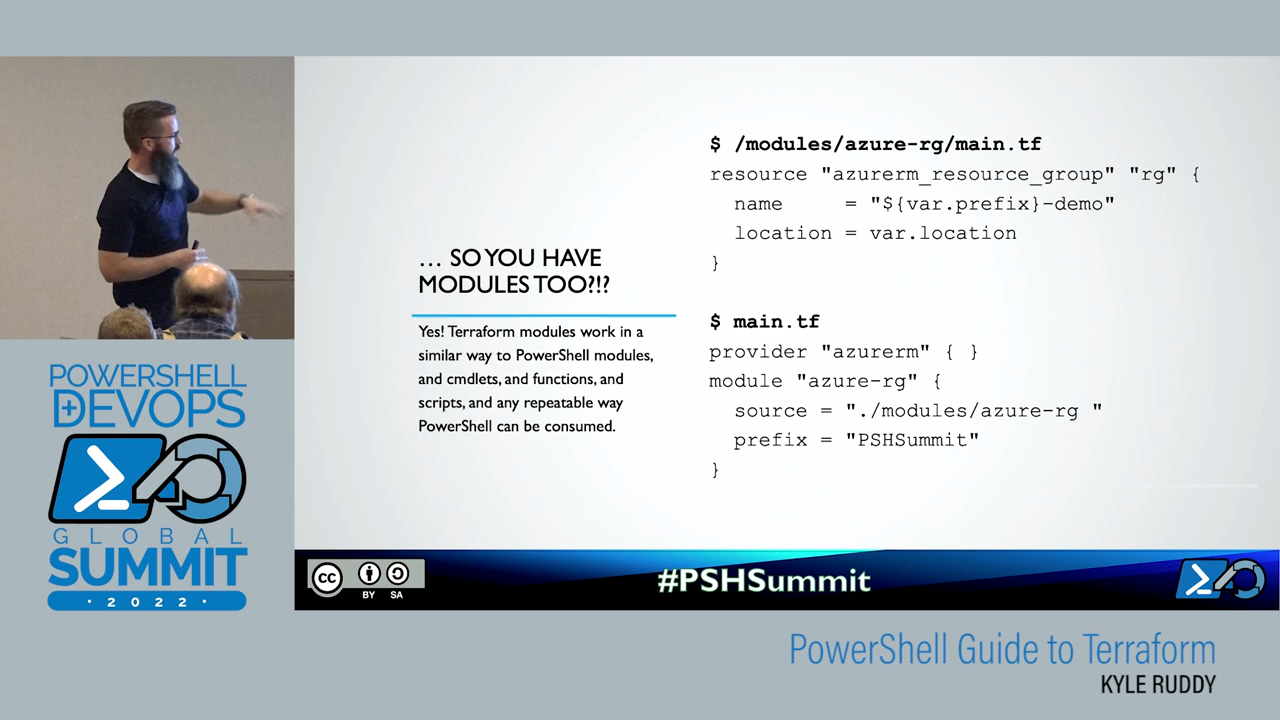 … SO YOU HAVE
MODULES TOO?!?
Yes! Terraform modules work in a
similar way to PowerShell modules,
and cmdlets, and functions, and
scripts, and any repeatable way
PowerShell can be consumed.
$ /modules/azure-rg/main.tf
resource "azurerm_resource_group" "rg" {
  name     = "${var.prefix}-demo"
  location = var.location
}
$ main.tf
provider "azurerm" { }
module "azure-rg" {
  source = "./modules/azure-rg "
  prefix = "PSHSummit"
}
POWERSHELL
+DEVOPS
GLOBAL
SUMMIT
· 2022 ·
cc
BY SA
#PSHSummit
PowerShell Guide to Terraform
KYLE RUDDY